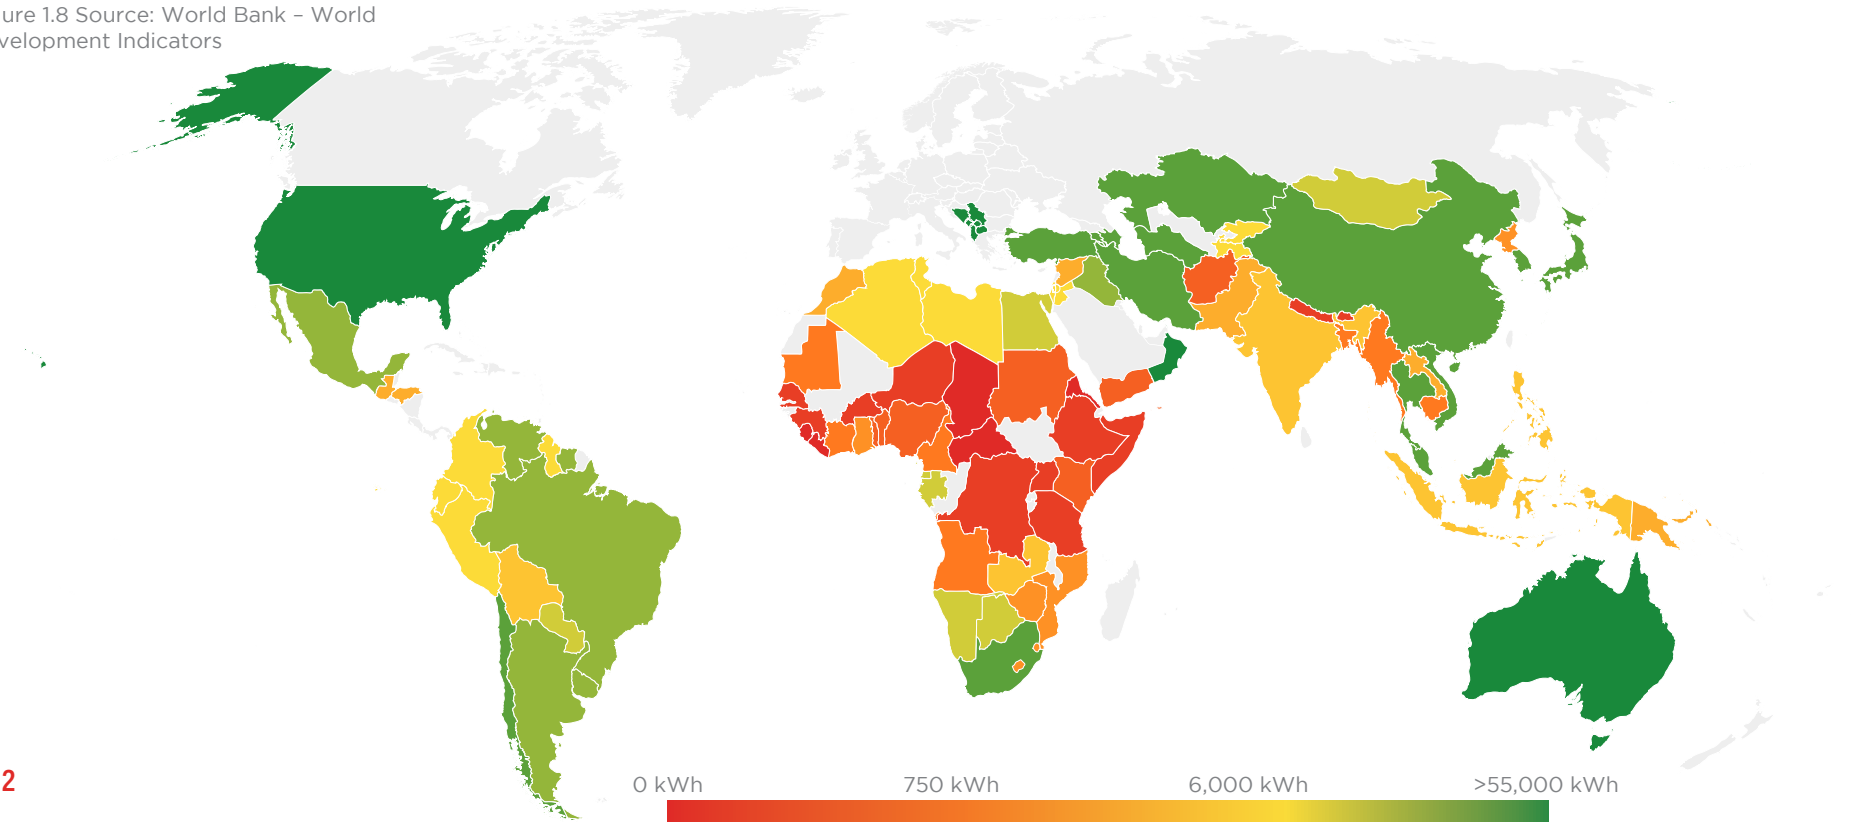 ure 1.8 Source: World Bank – World
velopment Indicators
2
0 kWh 750 kWh 6,000 kWh >55,000 kWh